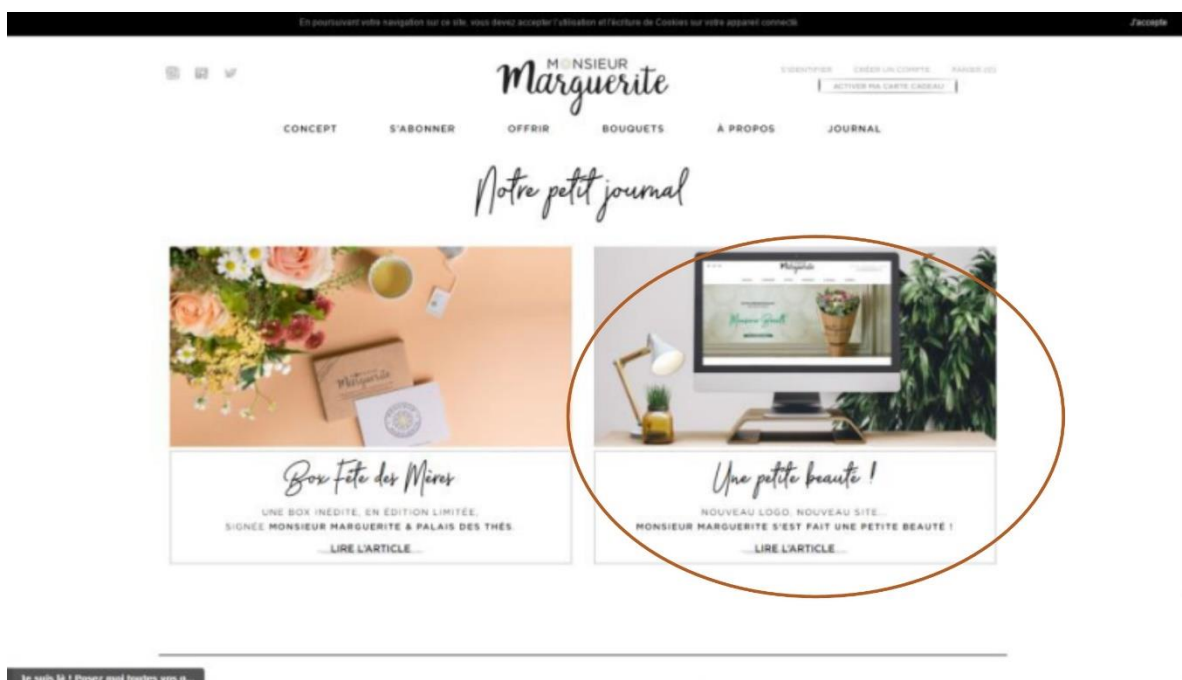 En poursuivant votre navigation sur ce site, vous devez accepter l'utilisation et l'écriture de Cookies sur votre appareil connecté.
J'accepte
MONSIEUR
Marguerite
S'IDENTIFIER CRÉER UN COMPTE PANIER (0)
ACTIVER MA CARTE CADEAU
CONCEPT S'ABONNER OFFRIR BOUQUETS À PROPOS JOURNAL
Notre petit journal
Marguerite
Marguerite
Box Fête des Mères
UNE BOX INÉDITE, EN ÉDITION LIMITÉE,
SIGNÉE MONSIEUR MARGUERITE & PALAIS DES THÉS.
LIRE L'ARTICLE
Une petite beauté !
NOUVEAU LOGO, NOUVEAU SITE...
MONSIEUR MARGUERITE S'EST FAIT UNE PETITE BEAUTÉ !
LIRE L'ARTICLE
Je suis là ! Posez moi toutes vos q...